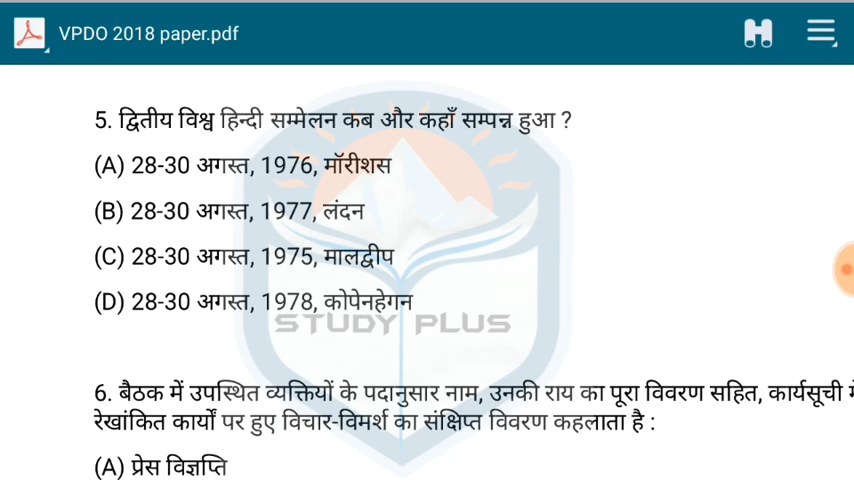 VPDO 2018 paper.pdf
5. द्वितीय विश्व हिन्दी सम्मेलन कब और कहाँ सम्पन्न हुआ ?
(A) 28-30 अगस्त, 1976, मॉरीशस
(B) 28-30 अगस्त, 1977, लंदन
(C) 28-30 अगस्त, 1975, मालद्वीप
(D) 28-30 अगस्त, 1978, कोपेनहेगन
STUDY PLUS
6. बैठक में उपस्थित व्यक्तियों के पदानुसार नाम, उनकी राय का पूरा विवरण सहित, कार्यसूची
रेखांकित कार्यों पर हुए विचार-विमर्श का संक्षिप्त विवरण कहलाता है :
(A) प्रेस विज्ञप्ति